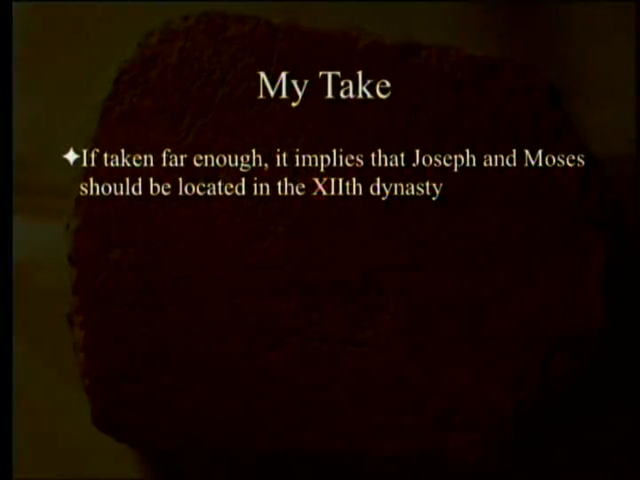 My Take
✦If taken far enough, it implies that Joseph and Moses
should be located in the XIIth dynasty